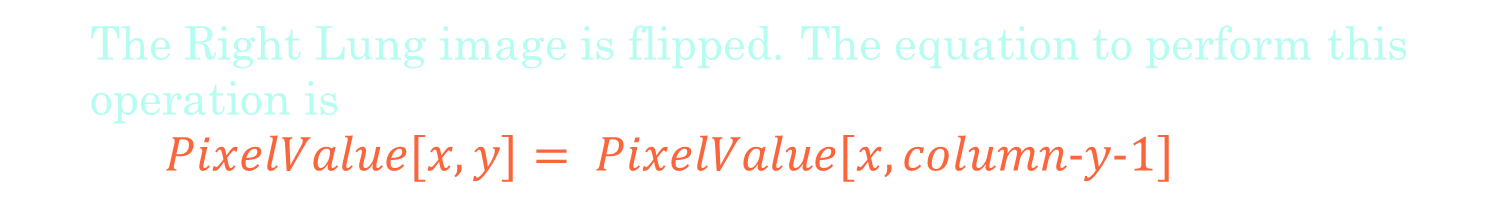 The Right Lung image is flipped. The equation to perform this
operation is
PixelValue[x, y] = PixelValue[x, column-y-1]